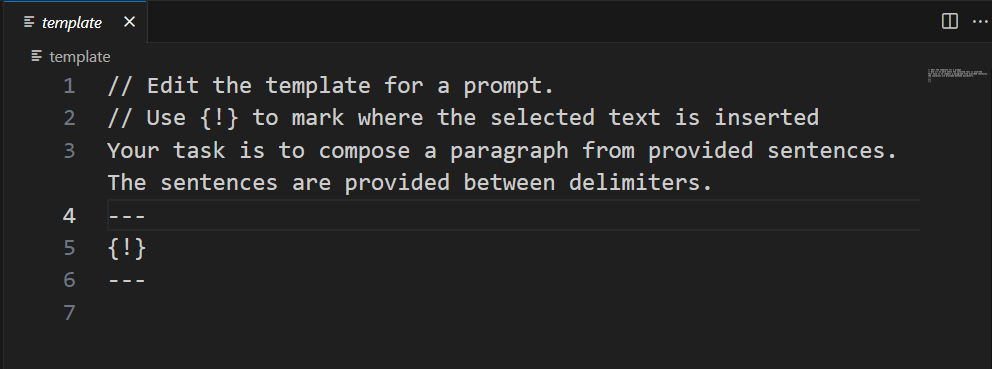 template
template
1 // Edit the template for a prompt.
2 // Use {!} to mark where the selected text is inserted
3 Your task is to compose a paragraph from provided sentences.
The sentences are provided between delimiters.
4 ---
5 {!}
6 ---
7